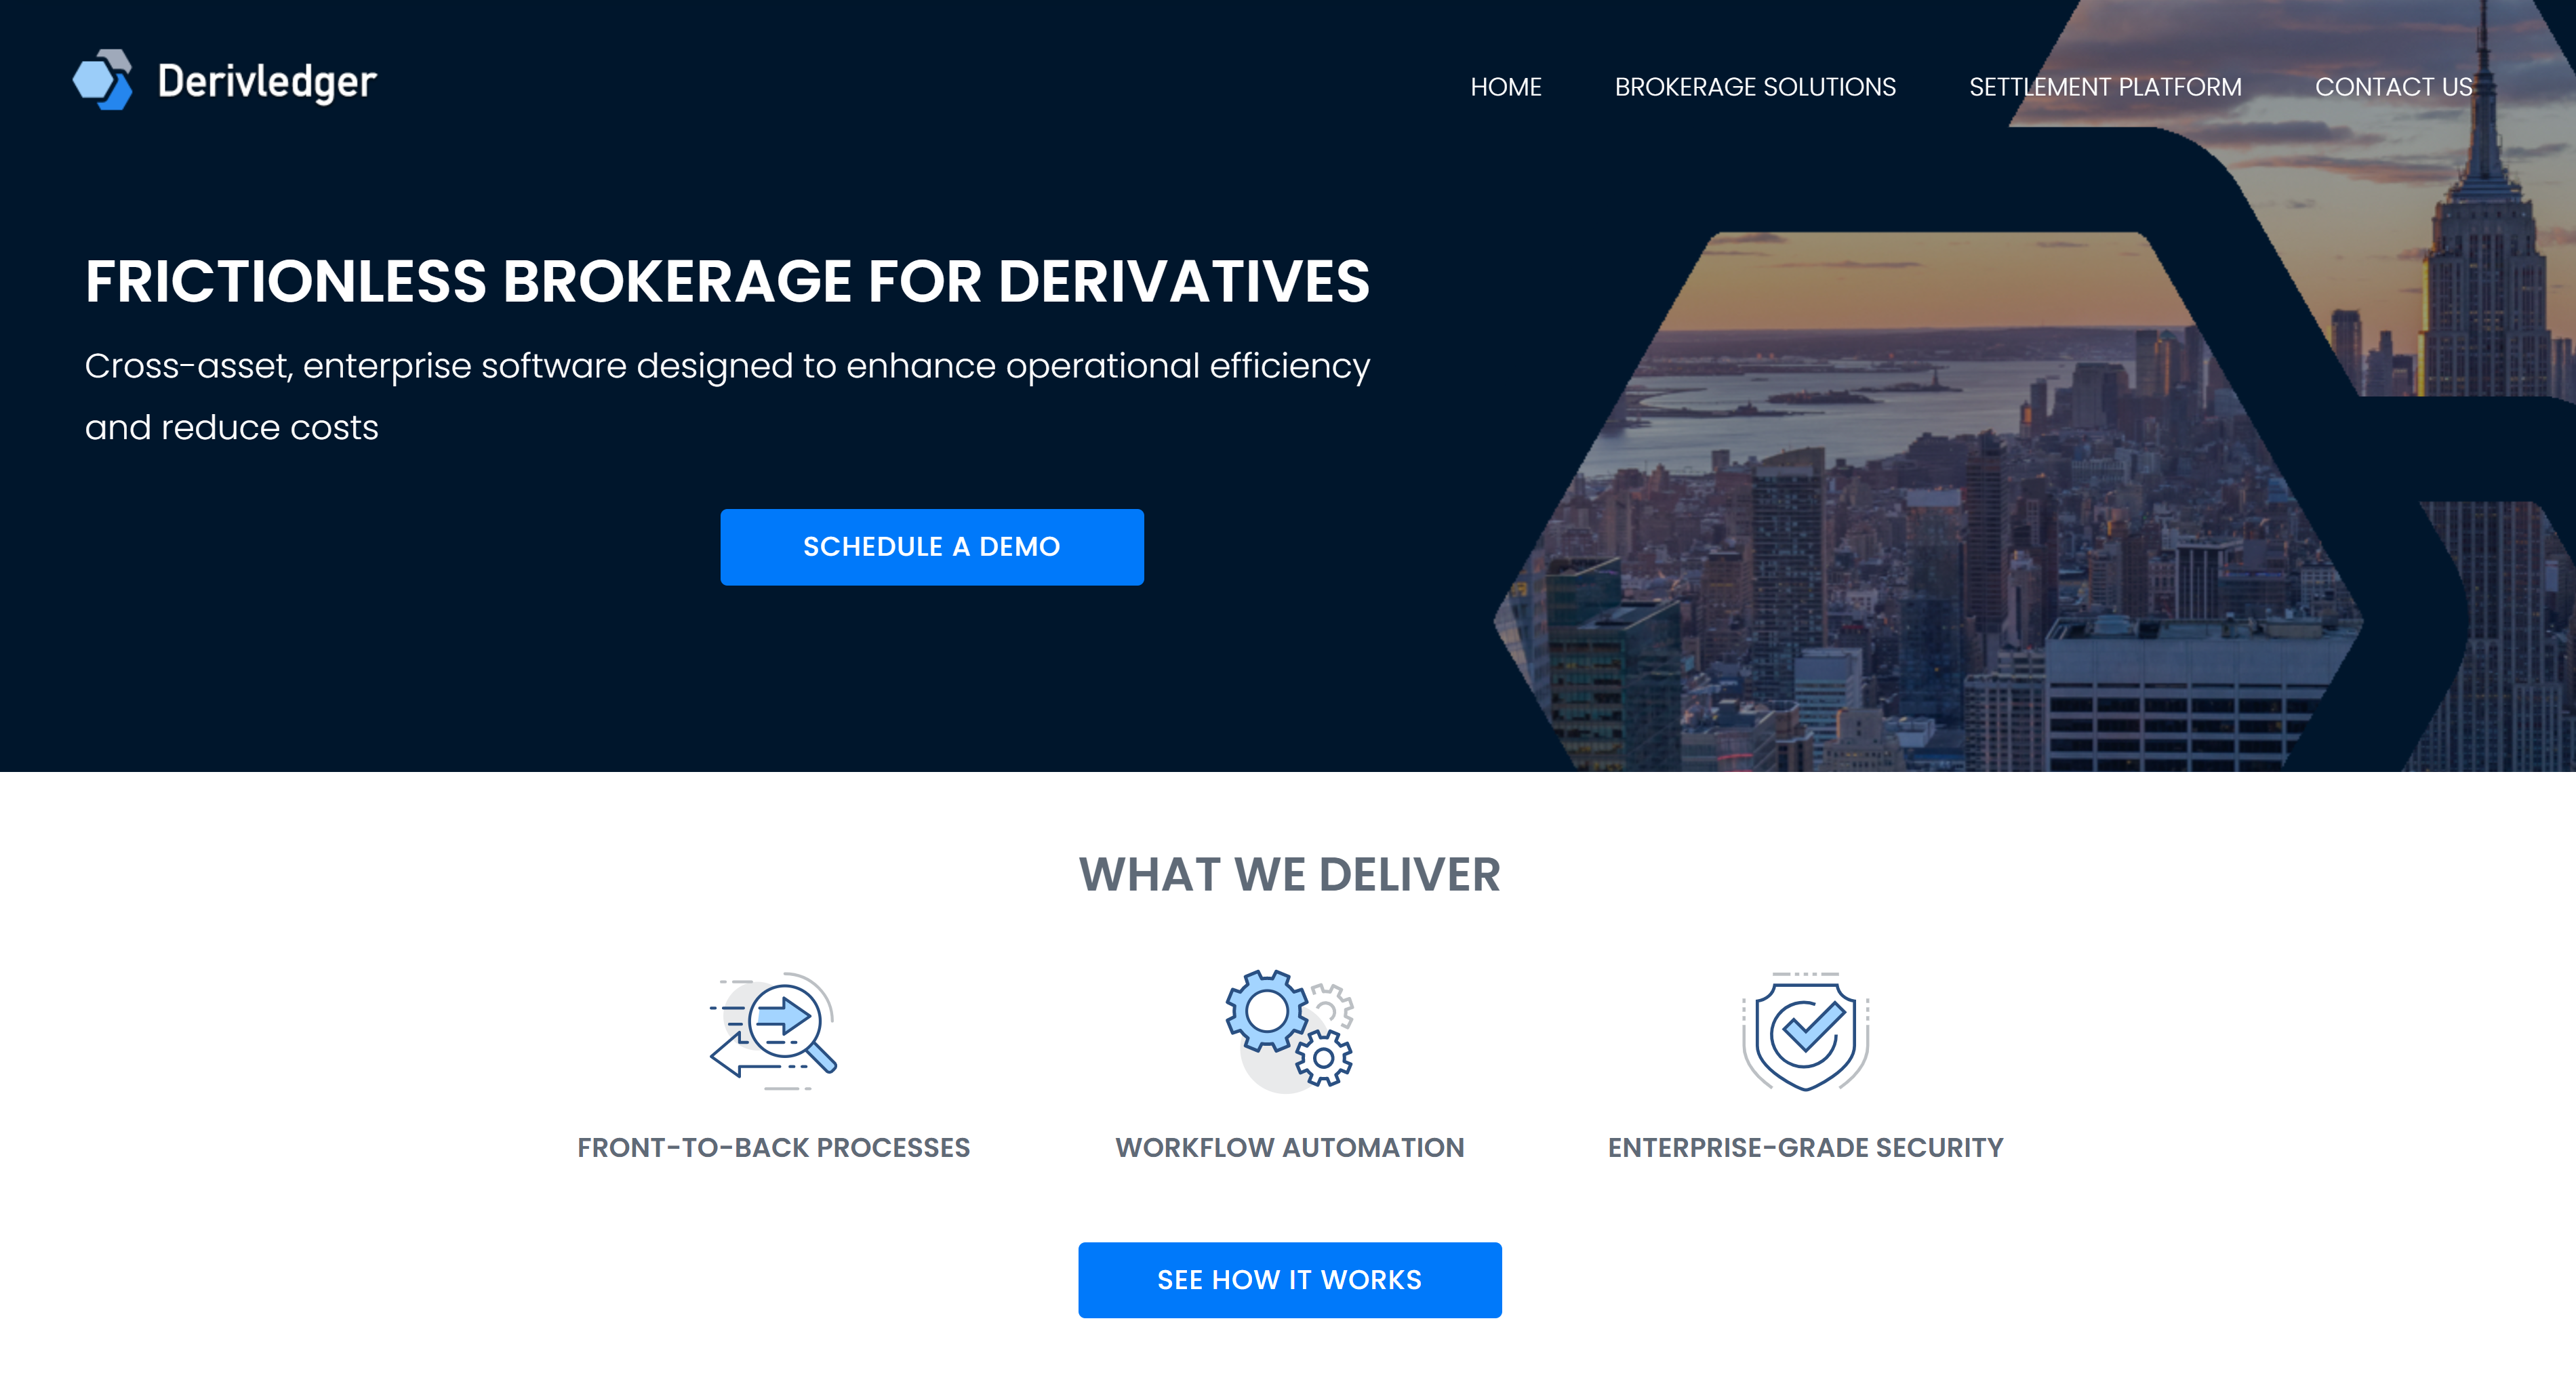 Derivledger
HOME
BROKERAGE SOLUTIONS
SETTLEMENT PLATFORM
CONTACT US
FRICTIONLESS BROKERAGE FOR DERIVATIVES
Cross-asset, enterprise software designed to enhance operational efficiency
and reduce costs
SCHEDULE A DEMO
WHAT WE DELIVER
FRONT-TO-BACK PROCESSES
WORKFLOW AUTOMATION
ENTERPRISE-GRADE SECURITY
SEE HOW IT WORKS